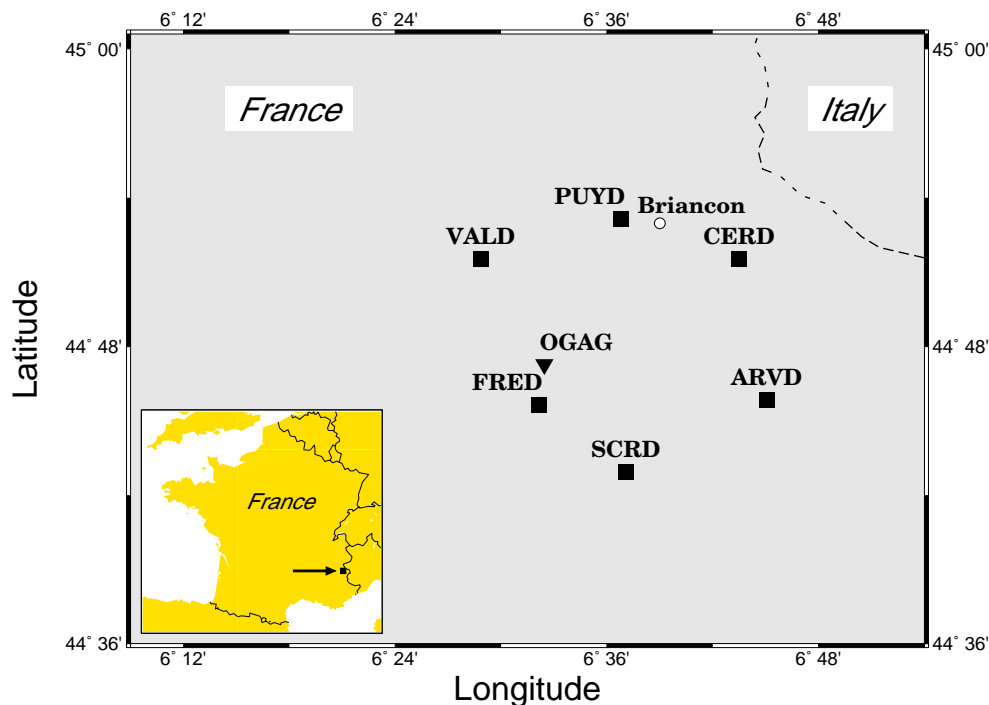 6° 12' 6° 24' 6° 36' 6° 48'
45° 00' 45° 00'
France Italy
PUYD
Briancon
VALD CERD
Latitude
44° 48' 44° 48'
OGAG
FRED ARVD
SCRD
France
44° 36' 44° 36'
6° 12' 6° 24' 6° 36' 6° 48'
Longitude